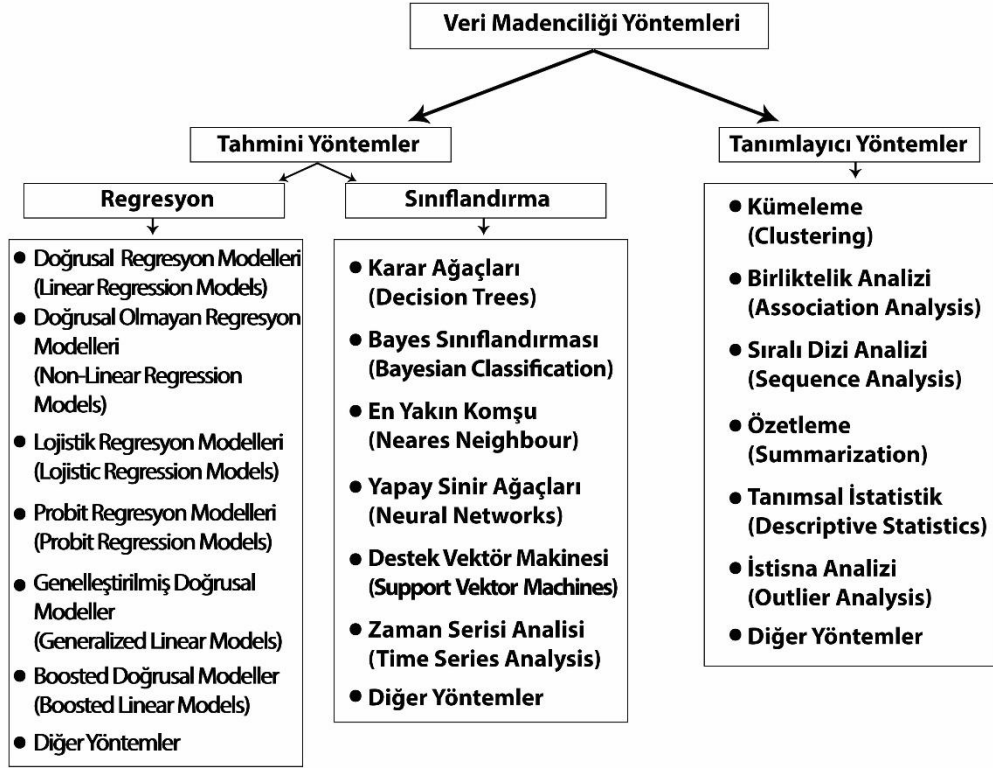 Veri Madenciliği Yöntemleri
Tahmini Yöntemler
Tanımlayıcı Yöntemler
Regresyon
Sınıflandırma
● Doğrusal Regresyon Modelleri
(Linear Regression Models)
● Doğrusal Olmayan Regresyon
Modelleri
(Non-Linear Regression
Models)
● Lojistik Regresyon Modelleri
(Lojistic Regression Models)
● Probit Regresyon Modelleri
(Probit Regression Models)
● Genelleştirilmiş Doğrusal
Modeller
(Generalized Linear Models)
● Boosted Doğrusal Modeller
(Boosted Linear Models)
● Diğer Yöntemler
● Karar Ağaçları
(Decision Trees)
● Bayes Sınıflandırması
(Bayesian Classification)
● En Yakın Komşu
(Neares Neighbour)
● Yapay Sinir Ağaçları
(Neural Networks)
● Destek Vektör Makinesi
(Support Vektor Machines)
● Zaman Serisi Analisi
(Time Series Analysis)
● Diğer Yöntemler
● Kümeleme
(Clustering)
● Birliktelik Analizi
(Association Analysis)
● Sıralı Dizi Analizi
(Sequence Analysis)
● Özetleme
(Summarization)
● Tanımsal İstatistik
(Descriptive Statistics)
● İstisna Analizi
(Outlier Analysis)
● Diğer Yöntemler